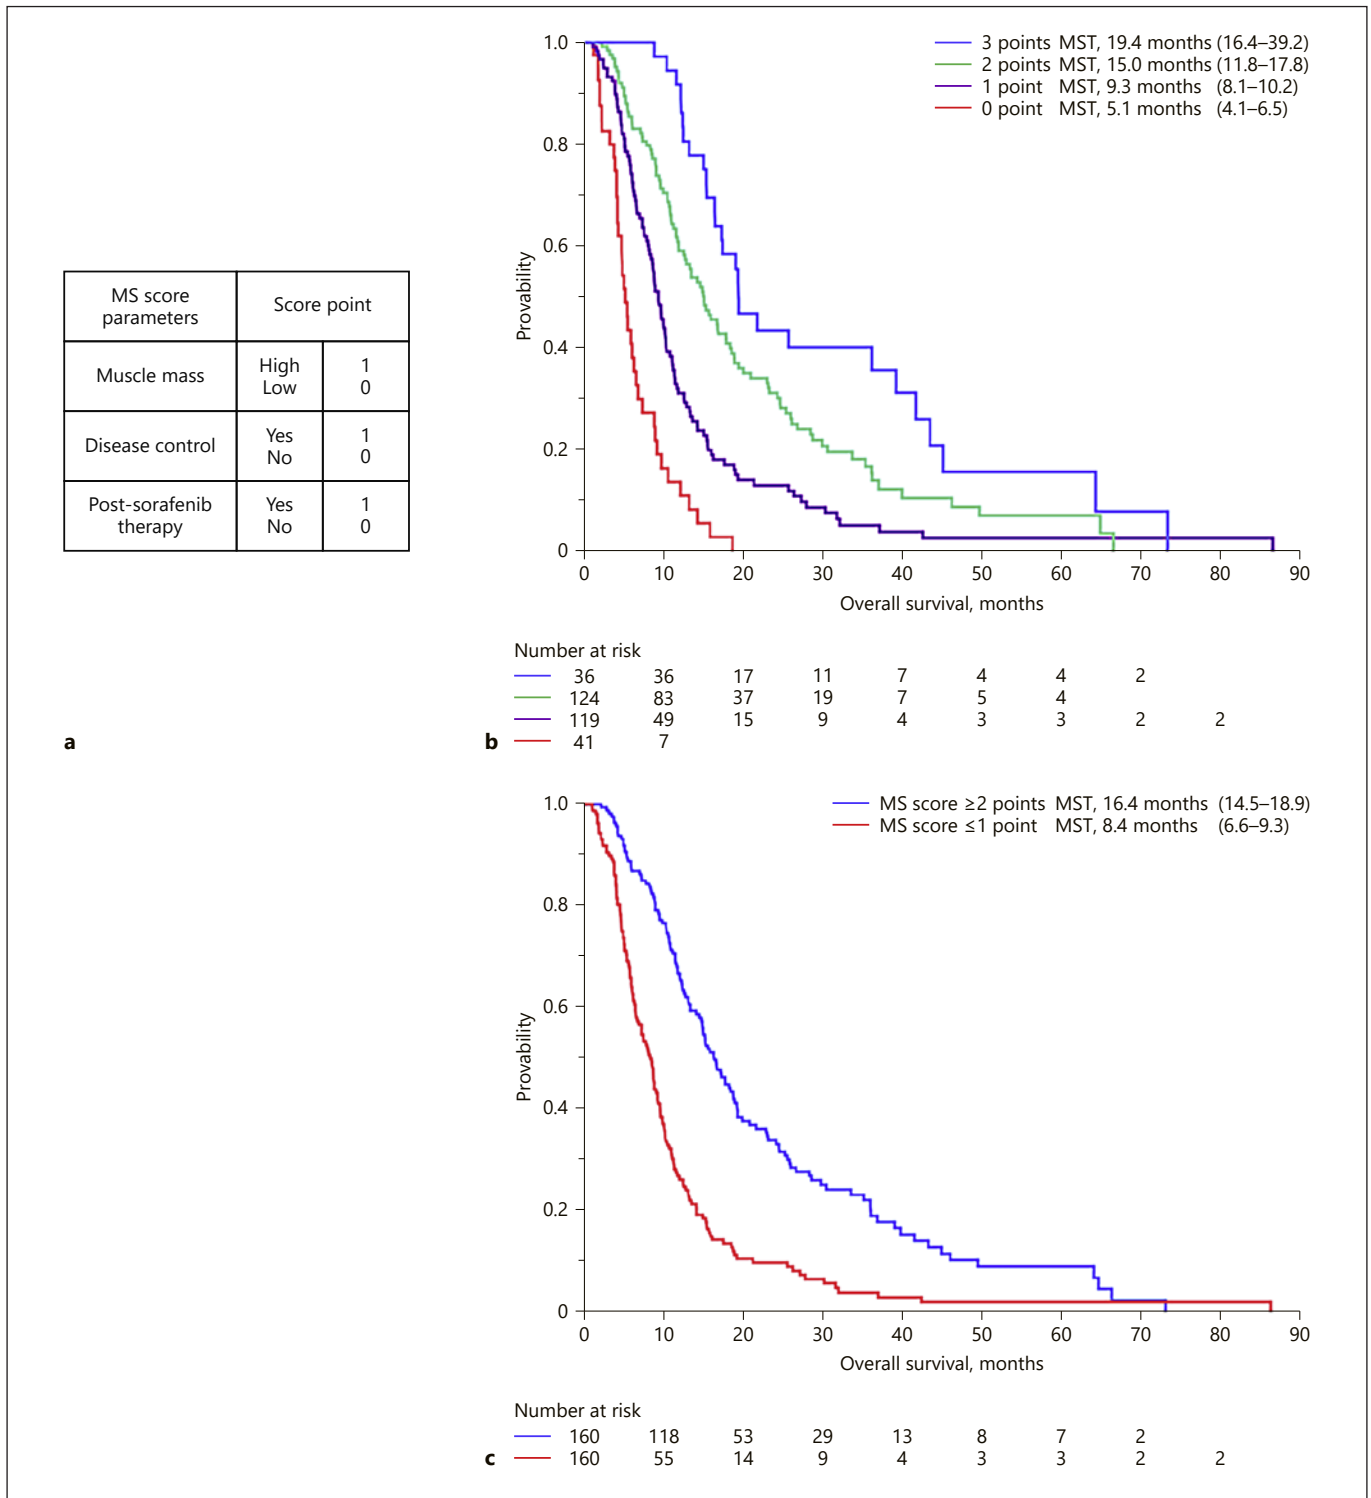 MS score
parameters
Score point
Muscle mass
High 1
Low 0
Disease control
Yes 1
No 0
Post-sorafenib
therapy
Yes 1
No 0
a
3 points MST, 19.4 months (16.4–39.2)
2 points MST, 15.0 months (11.8–17.8)
1 point MST, 9.3 months (8.1–10.2)
0 point MST, 5.1 months (4.1–6.5)
Provability
1.0
0.8
0.6
0.4
0.2
0
0 10 20 30 40 50 60 70 80 90
Overall survival, months
Number at risk
36 36 17 11 7 4 4 2
124 83 37 19 7 5 4
119 49 15 9 4 3 3 2 2
41 7
b
MS score ≥2 points MST, 16.4 months (14.5–18.9)
MS score ≤1 point MST, 8.4 months (6.6–9.3)
Provability
1.0
0.8
0.6
0.4
0.2
0
0 10 20 30 40 50 60 70 80 90
Overall survival, months
Number at risk
160 118 53 29 13 8 7 2
160 55 14 9 4 3 3 2 2
c